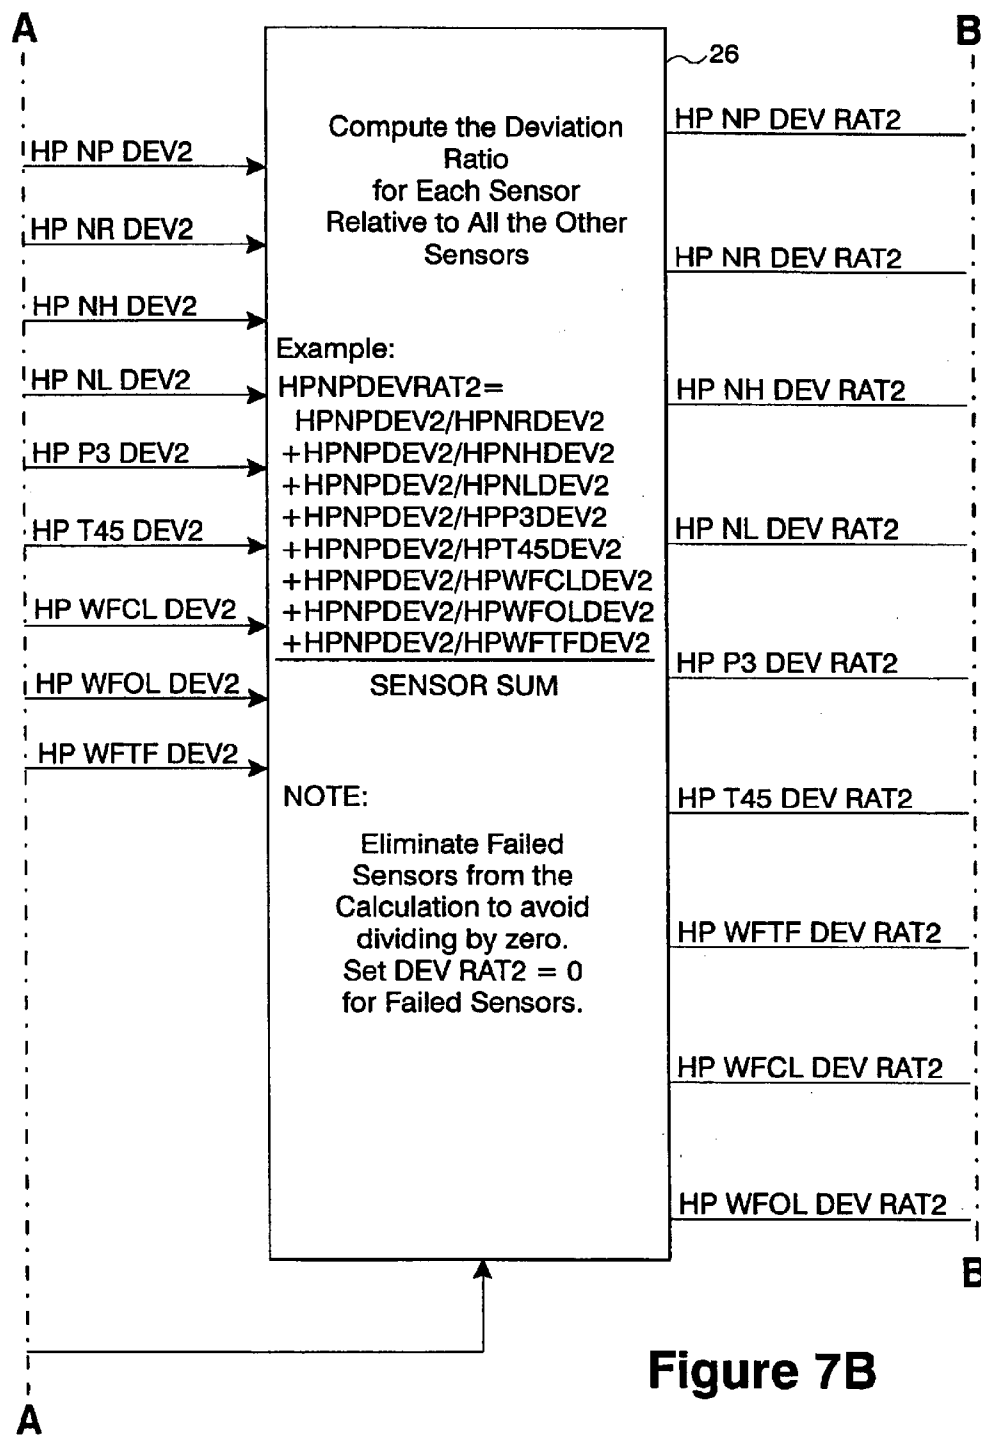 A
B
26
HP NP DEV2
HP NR DEV2
HP NH DEV2
HP NL DEV2
HP P3 DEV2
HP T45 DEV2
HP WFCL DEV2
HP WFOL DEV2
HP WFTF DEV2
Compute the Deviation
Ratio
for Each Sensor
Relative to All the Other
Sensors
Example:
HPNPDEVRAT2=
HPNPDEV2/HPNRDEV2
+HPNPDEV2/HPNHDEV2
+HPNPDEV2/HPNLDEV2
+HPNPDEV2/HPP3DEV2
+HPNPDEV2/HPT45DEV2
+HPNPDEV2/HPWFCLDEV2
+HPNPDEV2/HPWFOLDEV2
+HPNPDEV2/HPWFTFDEV2
SENSOR SUM
NOTE:
Eliminate Failed
Sensors from the
Calculation to avoid
dividing by zero.
Set DEV RAT2 = 0
for Failed Sensors.
HP NP DEV RAT2
HP NR DEV RAT2
HP NH DEV RAT2
HP NL DEV RAT2
HP P3 DEV RAT2
HP T45 DEV RAT2
HP WFTF DEV RAT2
HP WFCL DEV RAT2
HP WFOL DEV RAT2
B
Figure 7B
A